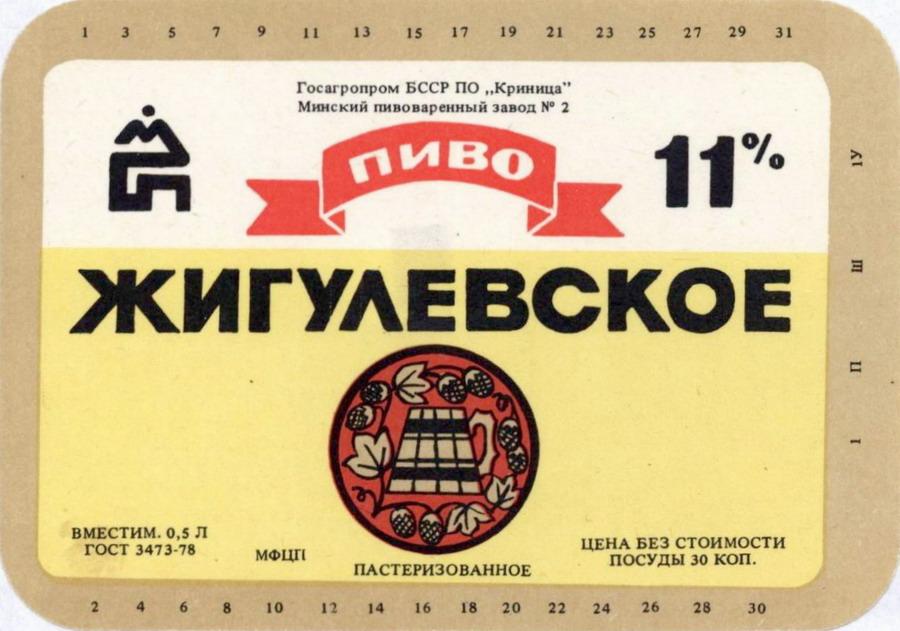 1 3 5 7 9 11 13 15 17 19 21 23 25 27 29 31
Госагропром БССР ПО „Криница”
Минский пивоваренный завод № 2
ПИВО
11%
ЖИГУЛЕВСКОЕ
ВМЕСТИМ. 0,5 Л
ГОСТ 3473-78
МФЦП
ПАСТЕРИЗОВАННОЕ
ЦЕНА БЕЗ СТОИМОСТИ
ПОСУДЫ 30 КОП.
1У
Ш
П
1
2 4 6 8 10 12 14 16 18 20 22 24 26 28 30